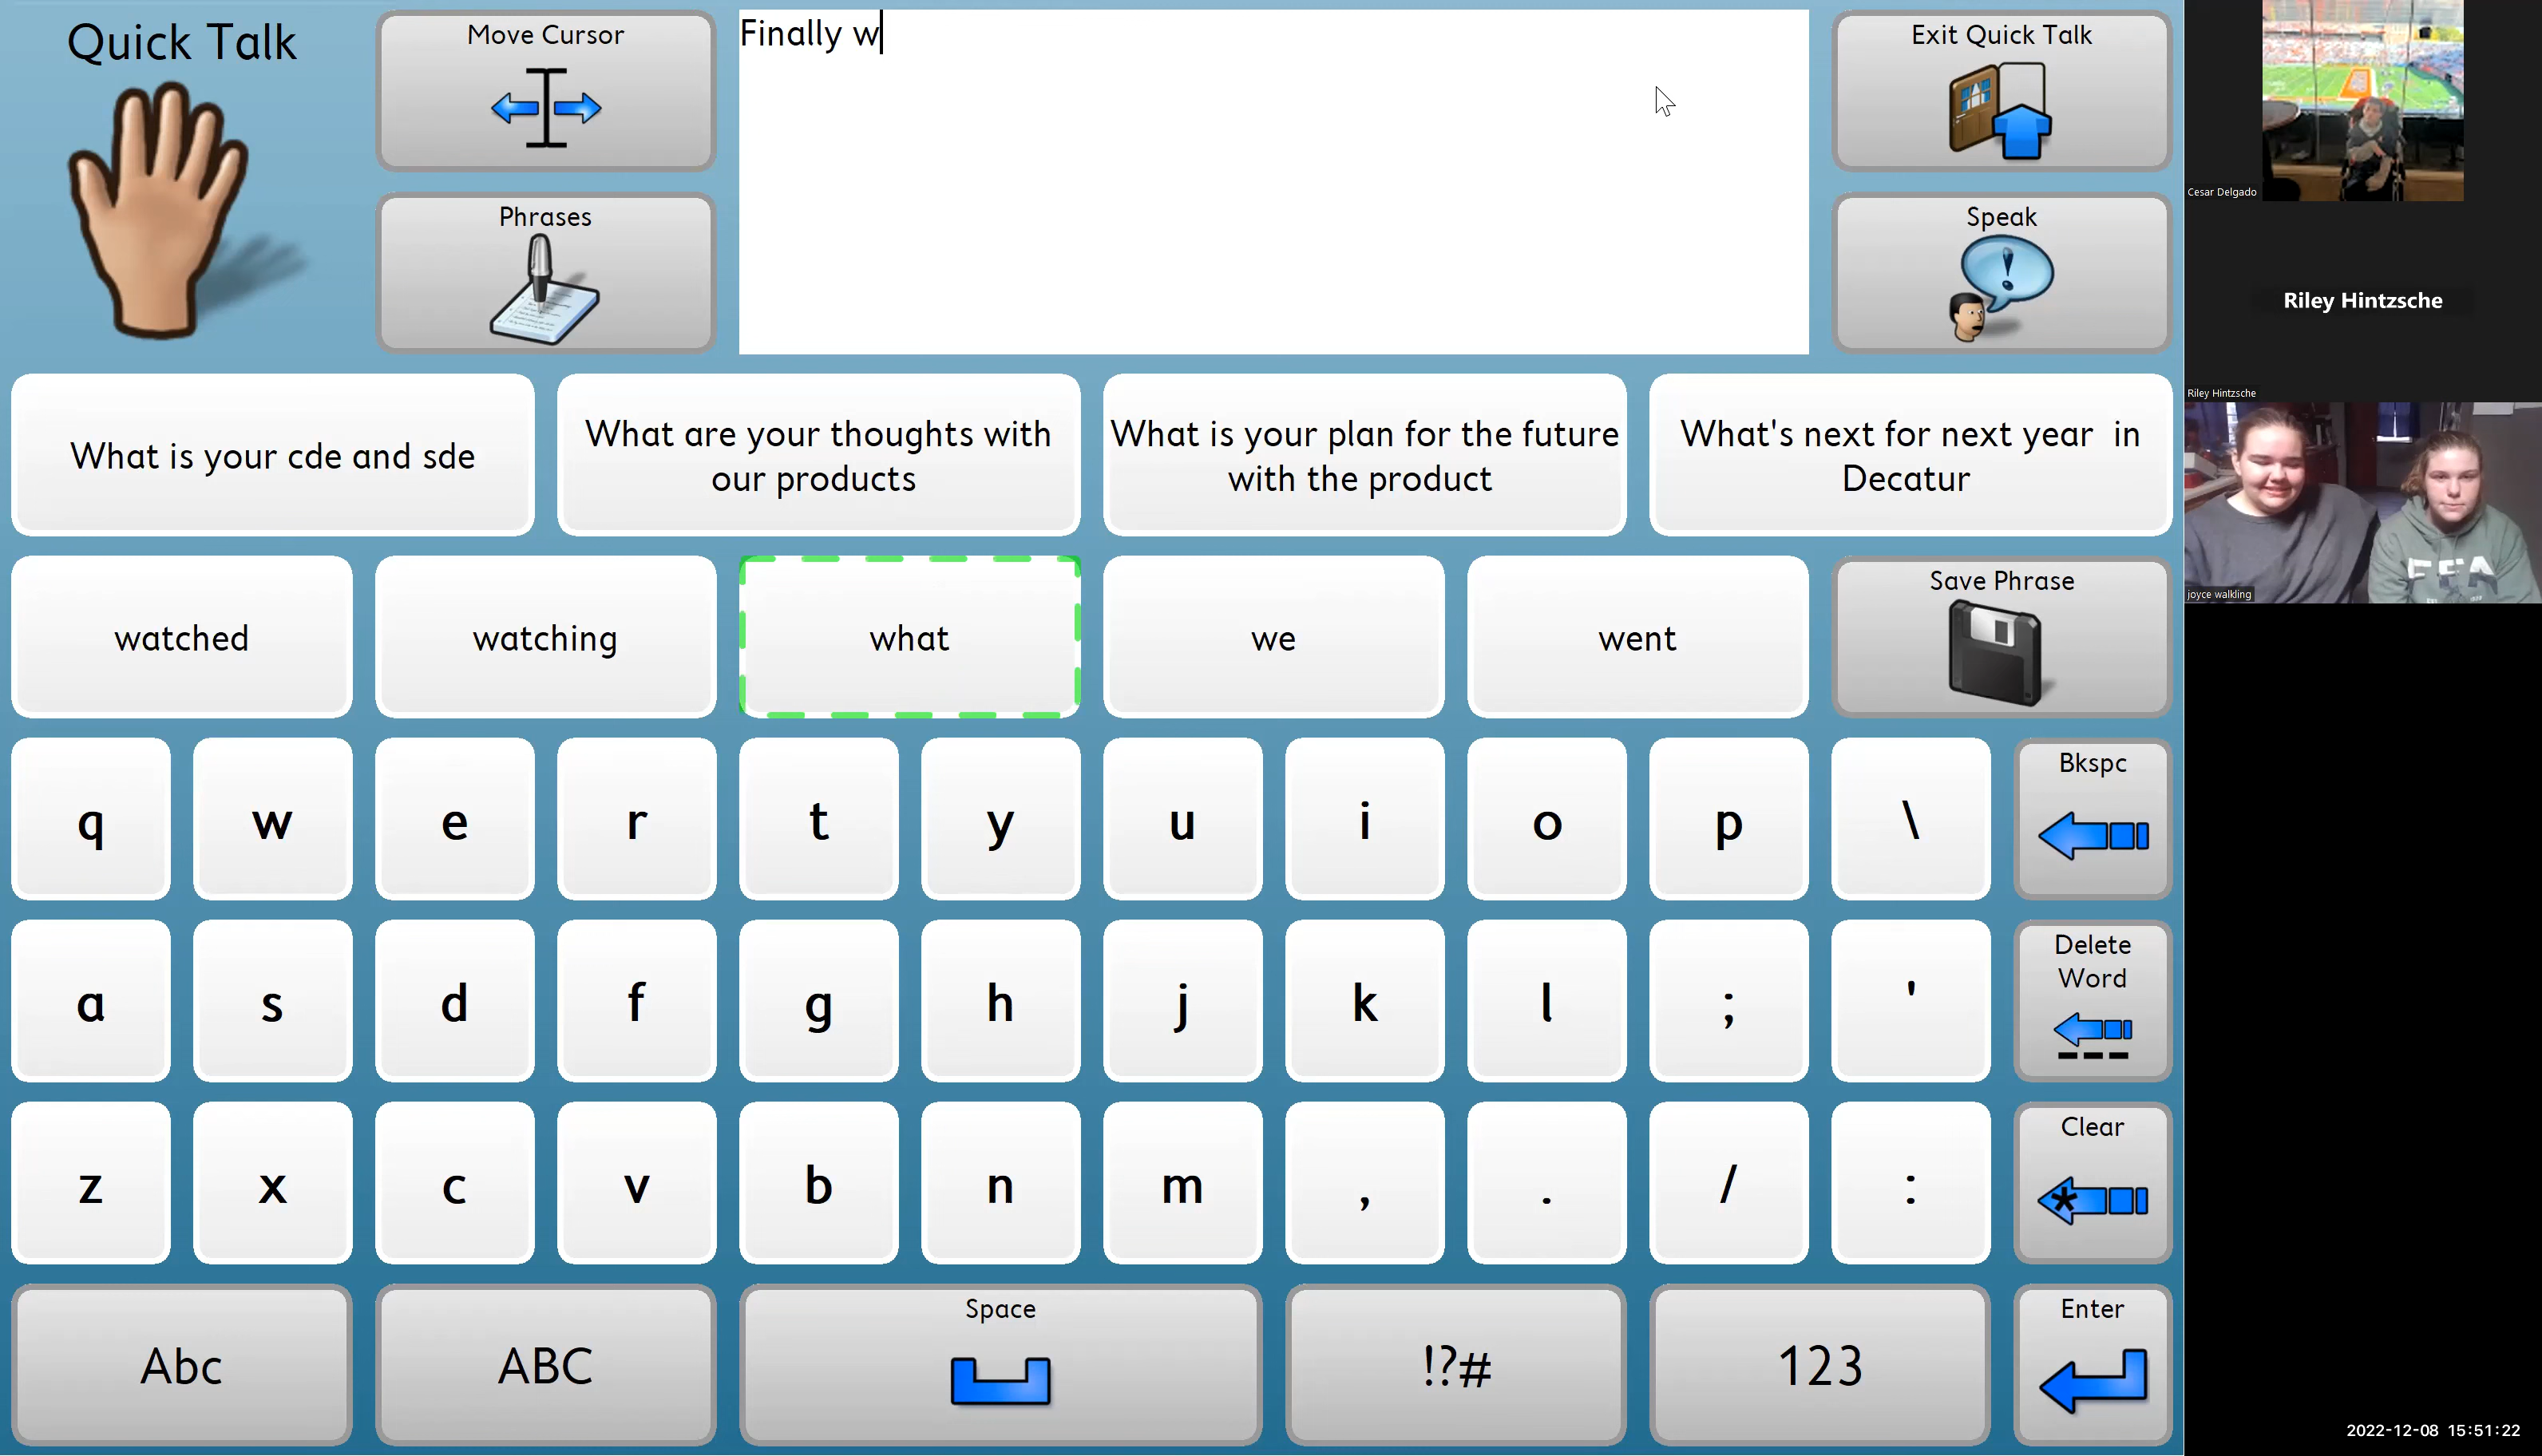 Quick Talk
Move Cursor
Finally w
Exit Quick Talk
Phrases
Speak
What is your cde and sde
What are your thoughts with
our products
What is your plan for the future
with the product
What's next for next year in
Decatur
watched
watching
what
we
went
Save Phrase
q w e r t y u i o p \
Bkspc
a s d f g h j k l ; '
Delete
Word
z x c v b n m , . / :
Clear
Abc
ABC
Space
!?#
123
Enter
Cesar Delgado
Riley Hintzsche
Riley Hintzsche
FFA
joyce walkling
2022-12-08 15:51:22